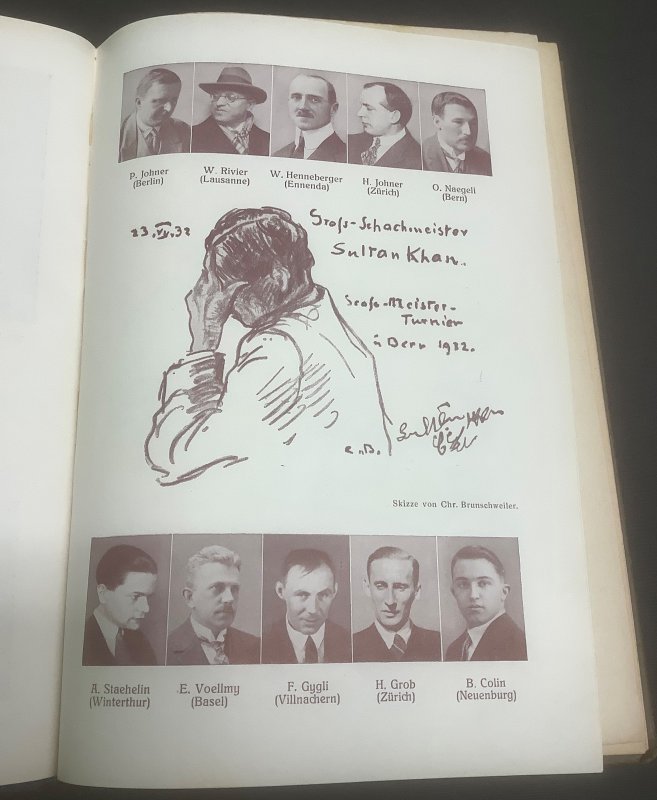 P. Johner
(Berlin)
W. Rivier
(Lausanne)
W. Henneberger
(Ennenda)
H. Johner
(Zürich)
O. Naegeli
(Bern)
23.VII.32
Groß-Schachmeister
Sultan Khan.
Groß-Meister-
Turnier
in Bern 1932.
C.B.
Skizze von Chr. Brunschweiler.
A. Staehelin
(Winterthur)
E. Voellmy
(Basel)
F. Gygli
(Villnachern)
H. Grob
(Zürich)
B. Colin
(Neuenburg)